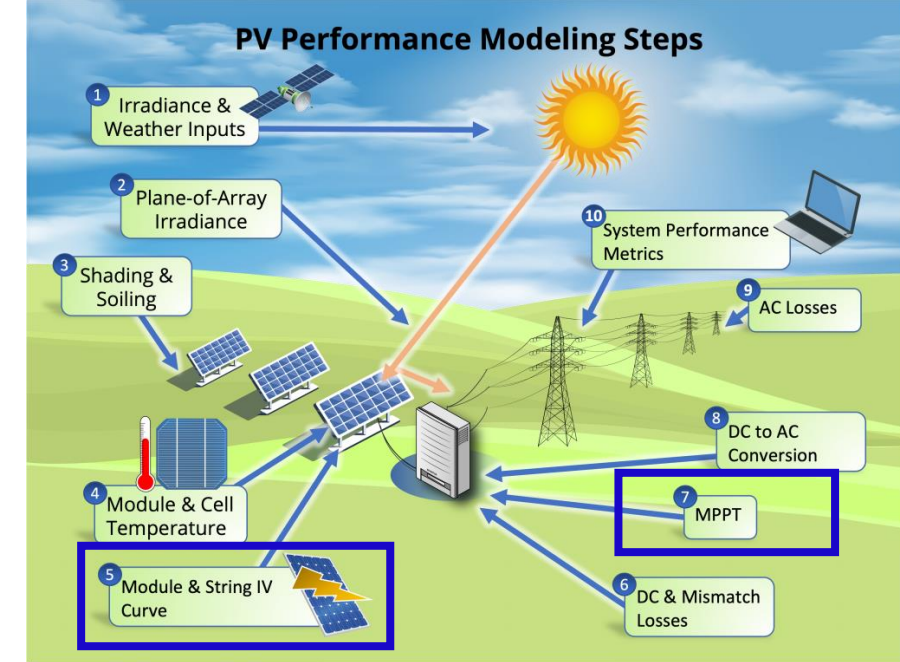 PV Performance Modeling Steps
1
Irradiance &
Weather Inputs
2
Plane-of-Array
Irradiance
3
Shading &
Soiling
4
Module & Cell
Temperature
5
Module & String IV
Curve
6
DC & Mismatch
Losses
7
MPPT
8
DC to AC
Conversion
9
AC Losses
10
System Performance
Metrics